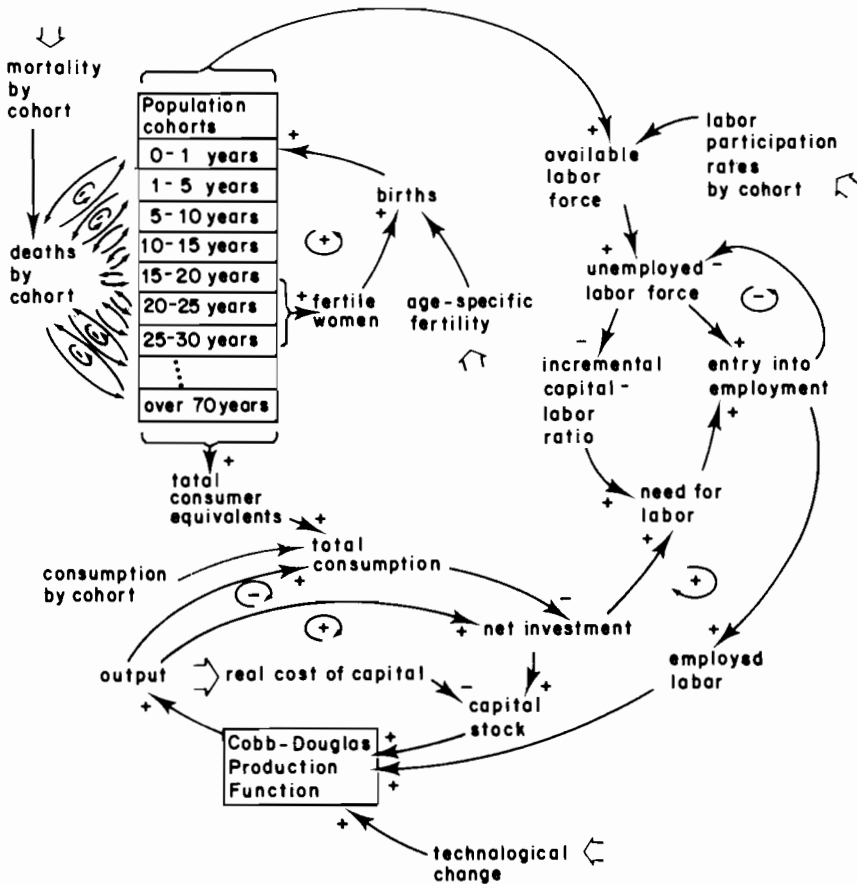 mortality
by
cohort
deaths
by
cahort
Population
cohorts
0-1 years
1-5 years
5-10 years
10-15 years
15-20 years
20-25 years
25-30 years
over 70 years
+
births
+
+
+ fertile
women
age-specific
fertility
+
available
labor
force
labor
participation
rates
by cohort
+
unemployed -
labor force
-
-
incremental
capital-
labor
ratio
+
entry into
employment
+
+
need for
labor
+
+
+
total
consumer
equivalents
+
total
consumption
+
consumption
by cohort
-
+
-
+ net investment
+
employed
labar
output
+
real cost of capital
-
+
capital
stock
Cobb-Douglas
Production
Function
+
+
+
technological
change